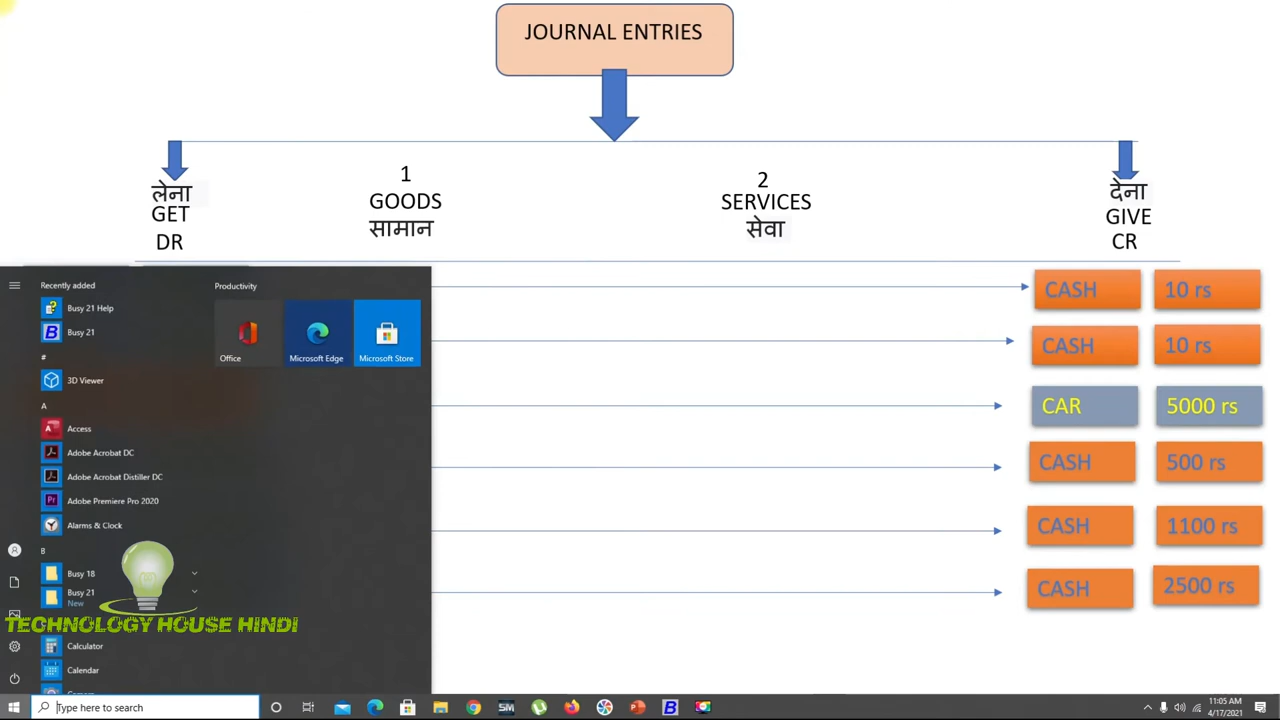 JOURNAL ENTRIES
लेना
GET
DR
1
GOODS
सामान
2
SERVICES
सेवा
देना
GIVE
CR
CASH 10 rs
CASH 10 rs
CAR 5000 rs
CASH 500 rs
CASH 1100 rs
CASH 2500 rs
Recently added
Busy 21 Help
Busy 21
#
3D Viewer
A
Access
Adobe Acrobat DC
Adobe Acrobat Distiller DC
Adobe Premiere Pro 2020
Alarms & Clock
B
Busy 18
Busy 21
New
Calculator
Calendar
Productivity
Office
Microsoft Edge
Microsoft Store
TECHNOLOGY HOUSE HINDI
Type here to search
11:05 AM
4/17/2021